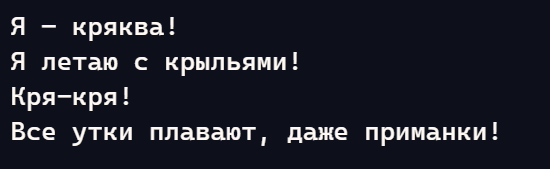 Я – кряква!
Я летаю с крыльями!
Кря-кря!
Все утки плавают, даже приманки!